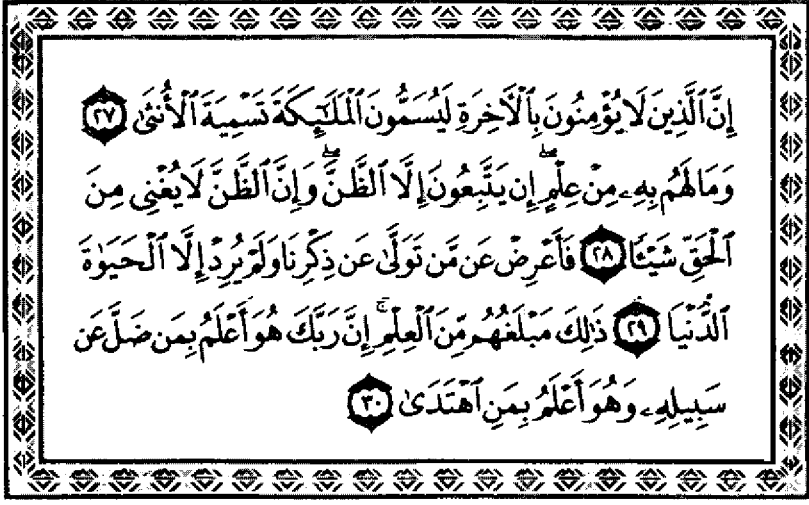 إِنَّ ٱلَّذِينَ لَا يُؤْمِنُونَ بِٱلْأَخِرَةِ لَيُسَمُّونَ ٱلْمَلَٰٓئِكَةَ تَسْمِيَةَ ٱلْأُنثَىٰ ٢٧
وَمَا لَهُم بِهِۦ مِنْ عِلْمٍ ۖ إِن يَتَّبِعُونَ إِلَّا ٱلظَّنَّ ۖ وَإِنَّ ٱلظَّنَّ لَا يُغْنِى مِنَ
ٱلْحَقِّ شَيْـًٔا ٢٨ فَأَعْرِضْ عَن مَّن تَوَلَّىٰ عَن ذِكْرِنَا وَلَمْ يُرِدْ إِلَّا ٱلْحَيَوٰةَ
ٱلدُّنْيَا ٢٩ ذَٰلِكَ مَبْلَغُهُم مِّنَ ٱلْعِلْمِ ۚ إِنَّ رَبَّكَ هُوَ أَعْلَمُ بِمَن ضَلَّ عَن
سَبِيلِهِۦ وَهُوَ أَعْلَمُ بِمَنِ ٱهْتَدَىٰ ٣٠